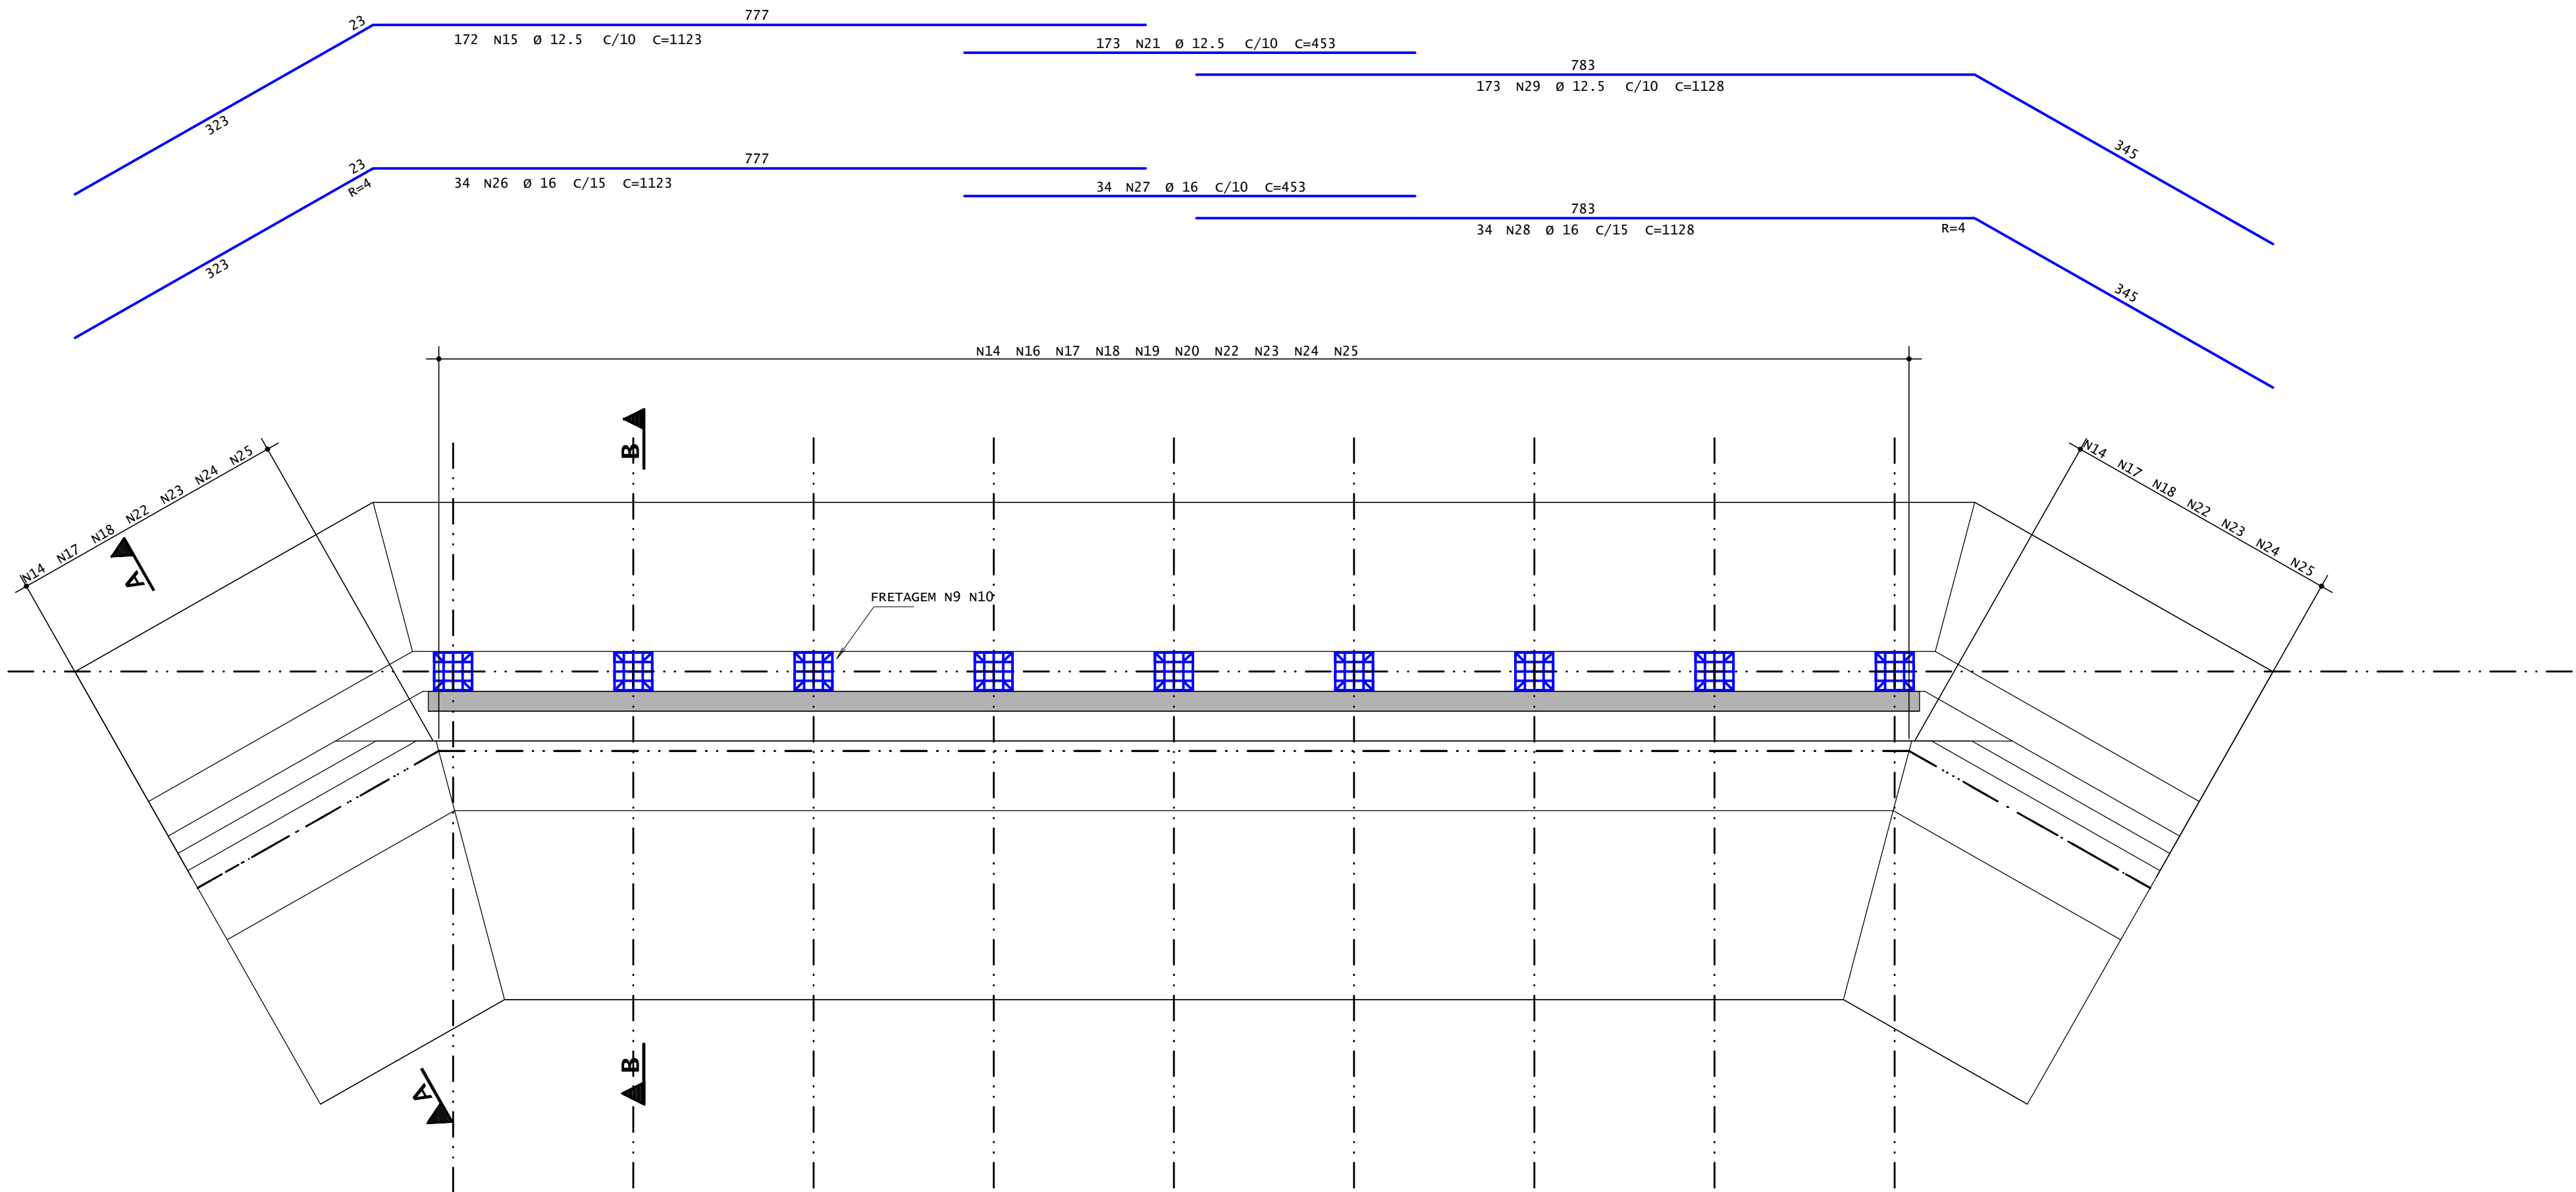 777
23
172 N15 Ø 12.5 C/10 C=1123
173 N21 Ø 12.5 C/10 C=453
783
173 N29 Ø 12.5 C/10 C=1128
323
345
777
23
R=4
34 N26 Ø 16 C/15 C=1123
34 N27 Ø 16 C/10 C=453
783
34 N28 Ø 16 C/15 C=1128
R=4
323
345
N14 N16 N17 N18 N19 N20 N22 N23 N24 N25
B
N14 N17 N18 N22 N23 N24 N25
N14 N17 N18 N22 N23 N24 N25
A
FRETAGEM N9 N10
B
A